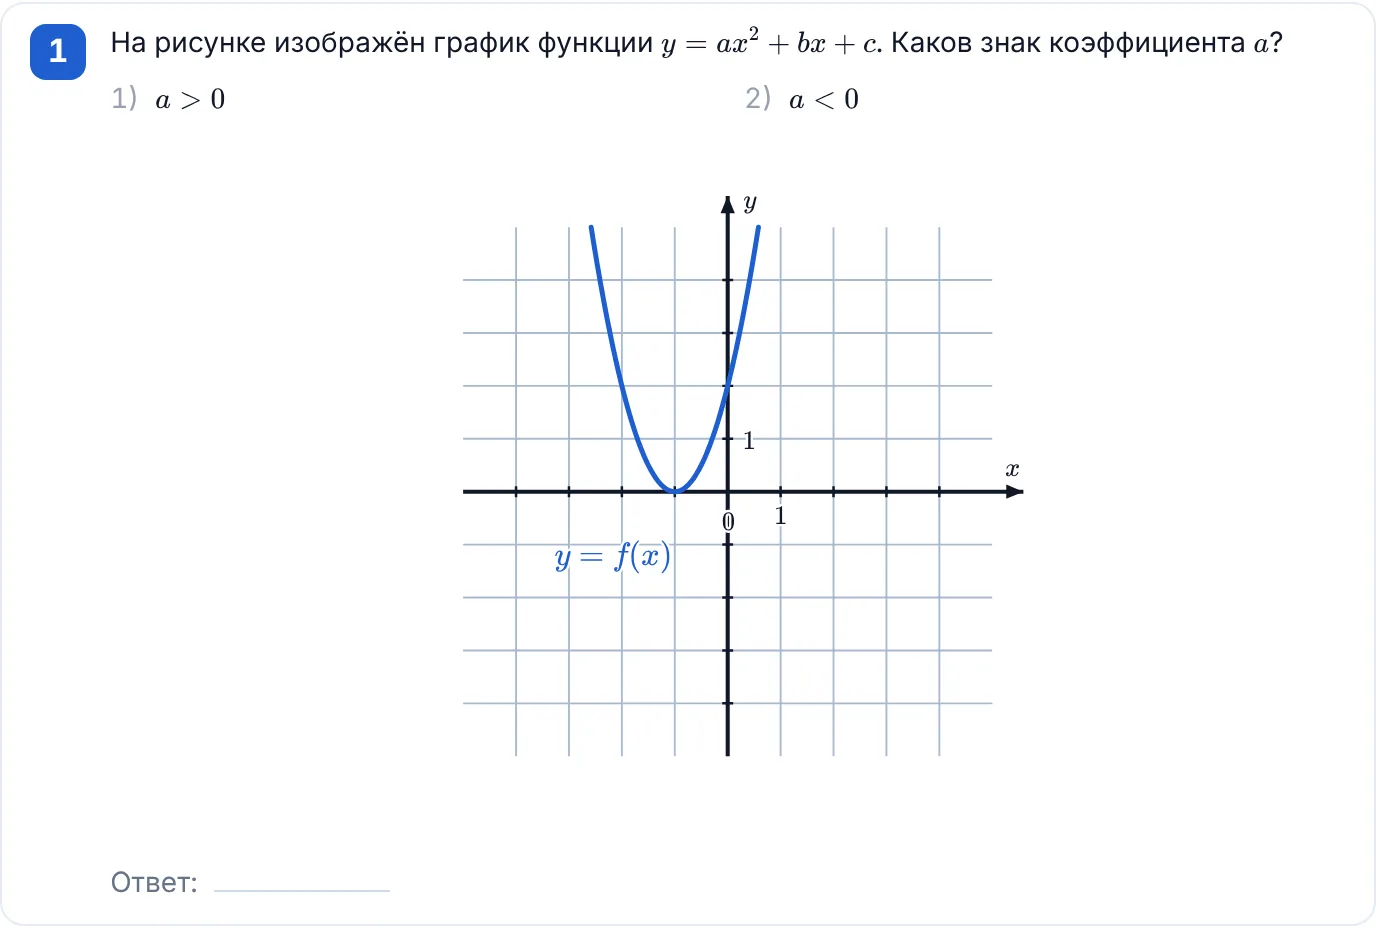 1
На рисунке изображён график функции y = ax² + bx + c. Каков знак коэффициента a?
1) a > 0
2) a < 0
y
1
x
0
1
y = f(x)
Ответ: